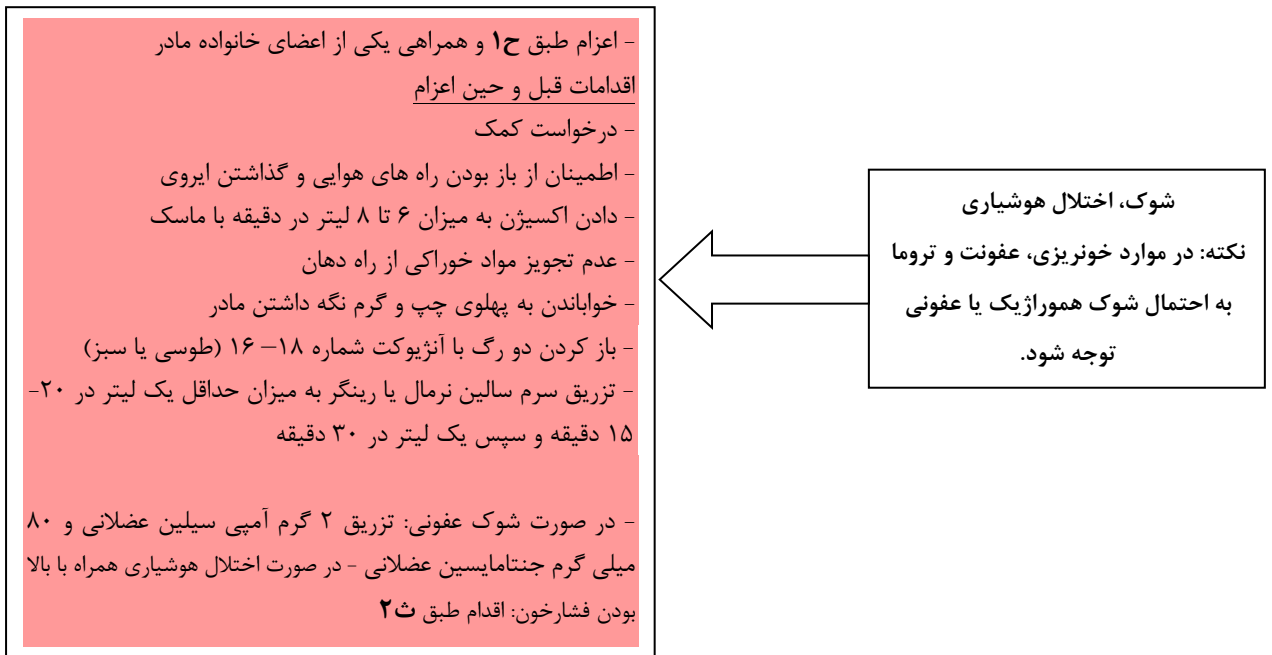 شوک، اختلال هوشیاری
نکته: در موارد خونریزی، عفونت و تروما
به احتمال شوک هموراژیک یا عفونی
توجه شود.
- اعزام طبق ح۱ و همراهی یکی از اعضای خانواده مادر
اقدامات قبل و حین اعزام
- درخواست کمک
- اطمینان از باز بودن راه های هوایی و گذاشتن ایروی
- دادن اکسیژن به میزان ۶ تا ۸ لیتر در دقیقه با ماسک
- عدم تجویز مواد خوراکی از راه دهان
- خواباندن به پهلوی چپ و گرم نگه داشتن مادر
- باز کردن دو رگ با آنژیوکت شماره ۱۸– ۱۶ (طوسی یا سبز)
- تزریق سرم سالین نرمال یا رینگر به میزان حداقل یک لیتر در ۲۰-
۱۵ دقیقه و سپس یک لیتر در ۳۰ دقیقه
- در صورت شوک عفونی: تزریق ۲ گرم آمپی سیلین عضلانی و ۸۰
میلی گرم جنتامایسین عضلانی - در صورت اختلال هوشیاری همراه با بالا
بودن فشارخون: اقدام طبق ث۲